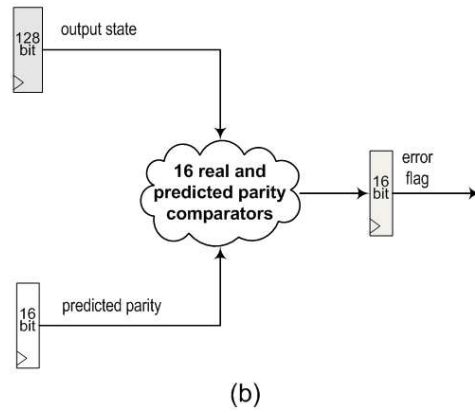 128
bit
output state
16 real and
predicted parity
comparators
16
bit
error
flag
16
bit
predicted parity
(b)